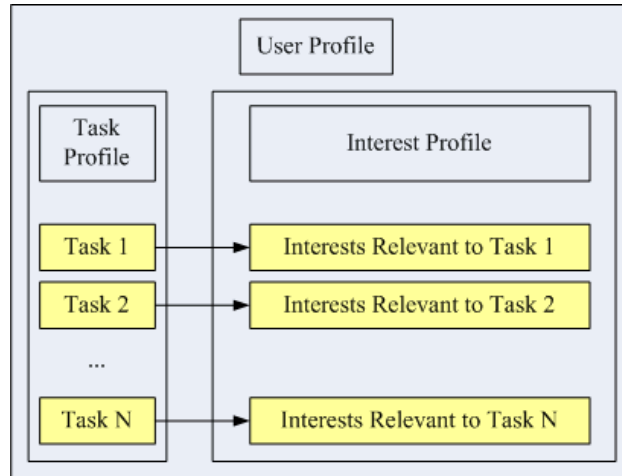 User Profile
Task
Profile
Interest Profile
Task 1
Interests Relevant to Task 1
Task 2
Interests Relevant to Task 2
...
Task N
Interests Relevant to Task N